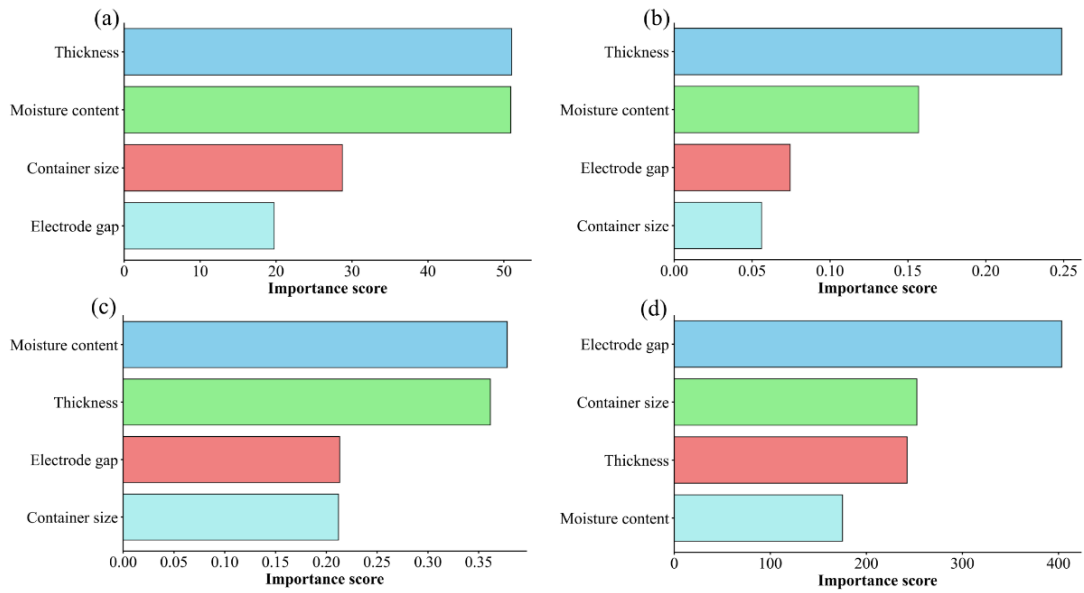 (a)
Thickness
Moisture content
Container size
Electrode gap
0 10 20 30 40 50
Importance score
(b)
Thickness
Moisture content
Electrode gap
Container size
0.00 0.05 0.10 0.15 0.20 0.25
Importance score
(c)
Moisture content
Thickness
Electrode gap
Container size
0.00 0.05 0.10 0.15 0.20 0.25 0.30 0.35
Importance score
(d)
Electrode gap
Container size
Thickness
Moisture content
0 100 200 300 400
Importance score